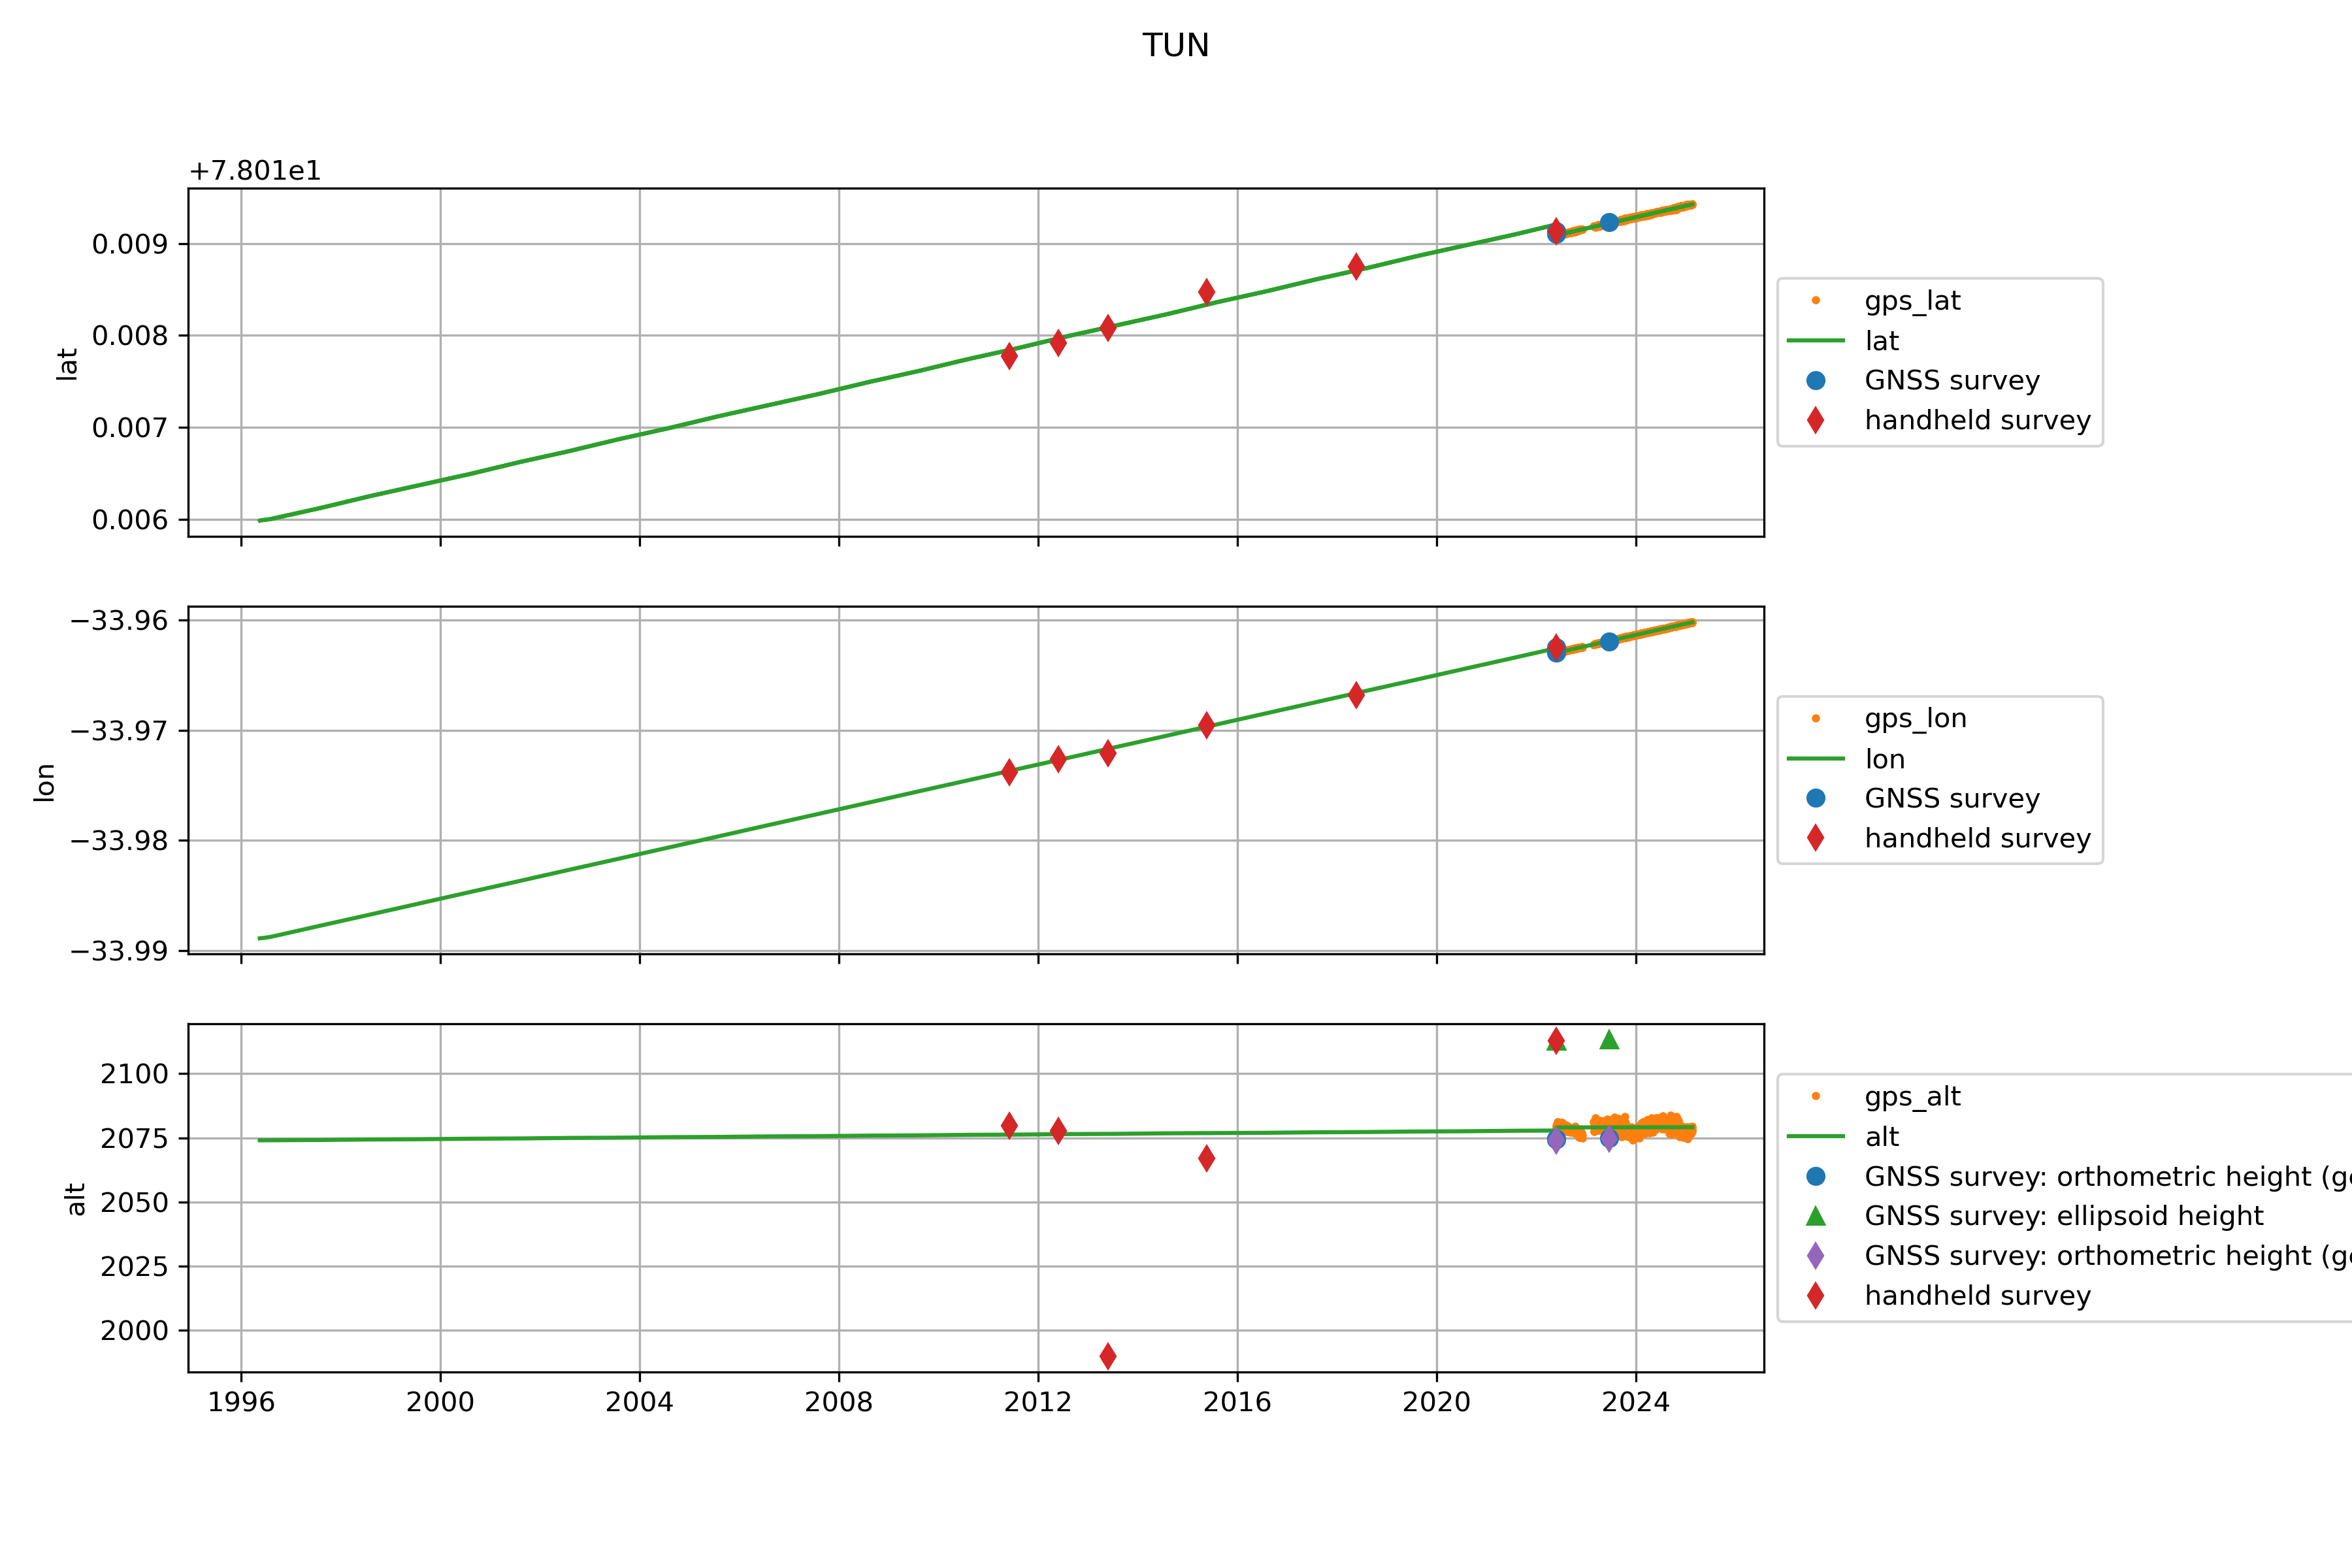 TUN
+7.801e1
0.009
0.008
0.007
0.006
lat
gps_lat
lat
GNSS survey
handheld survey
−33.96
−33.97
−33.98
−33.99
lon
gps_lon
lon
GNSS survey
handheld survey
2100
2075
2050
2025
2000
alt
gps_alt
alt
GNSS survey: orthometric height (g
GNSS survey: ellipsoid height
GNSS survey: orthometric height (g
handheld survey
1996 2000 2004 2008 2012 2016 2020 2024